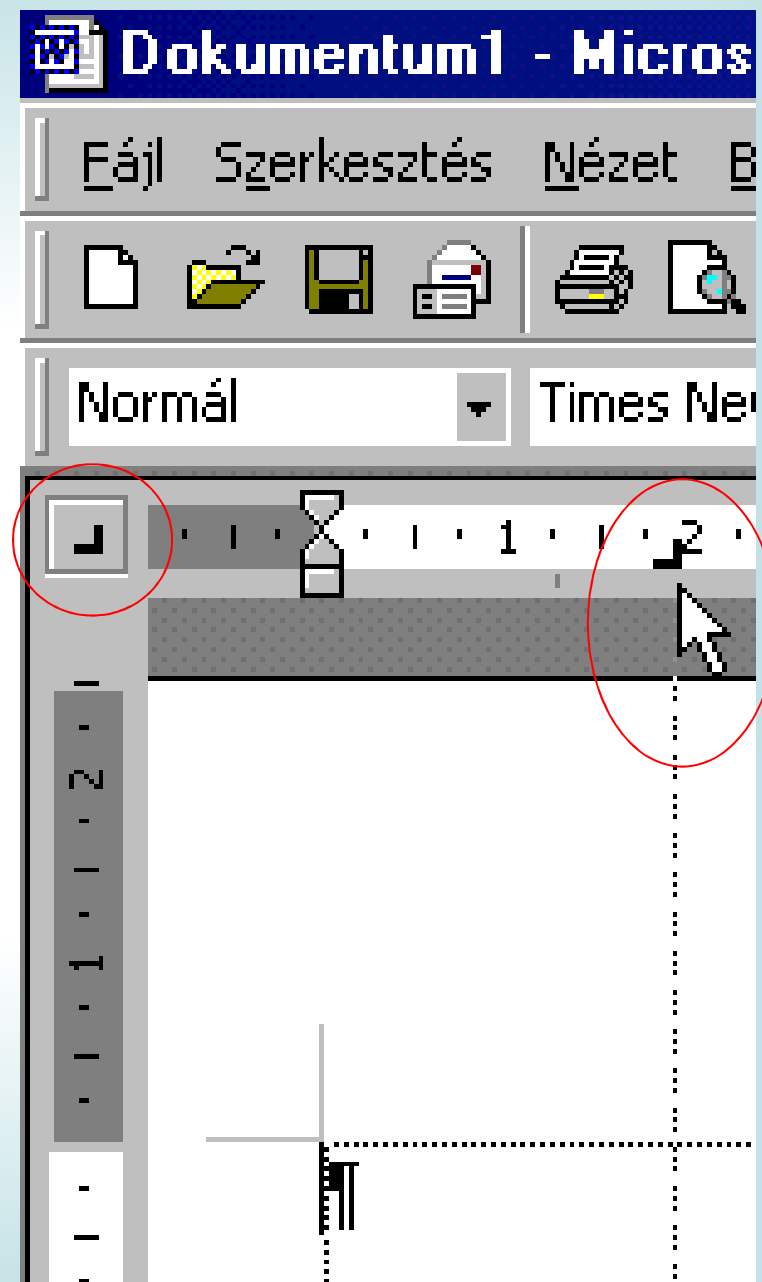 Dokumentum1 - Micros
Fájl Szerkesztés Nézet B
Normál Times Ne
1 2
2
1
¶